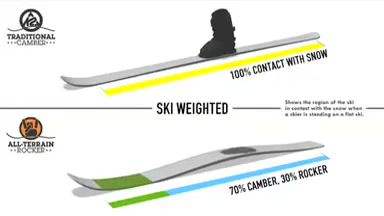 TRADITIONAL
CAMBER
100% CONTACT WITH SNOW
SKI WEIGHTED
Shows the region of the ski
in contact with the snow when
a skier is standing on a flat ski.
ALL-TERRAIN
ROCKER
70% CAMBER, 30% ROCKER